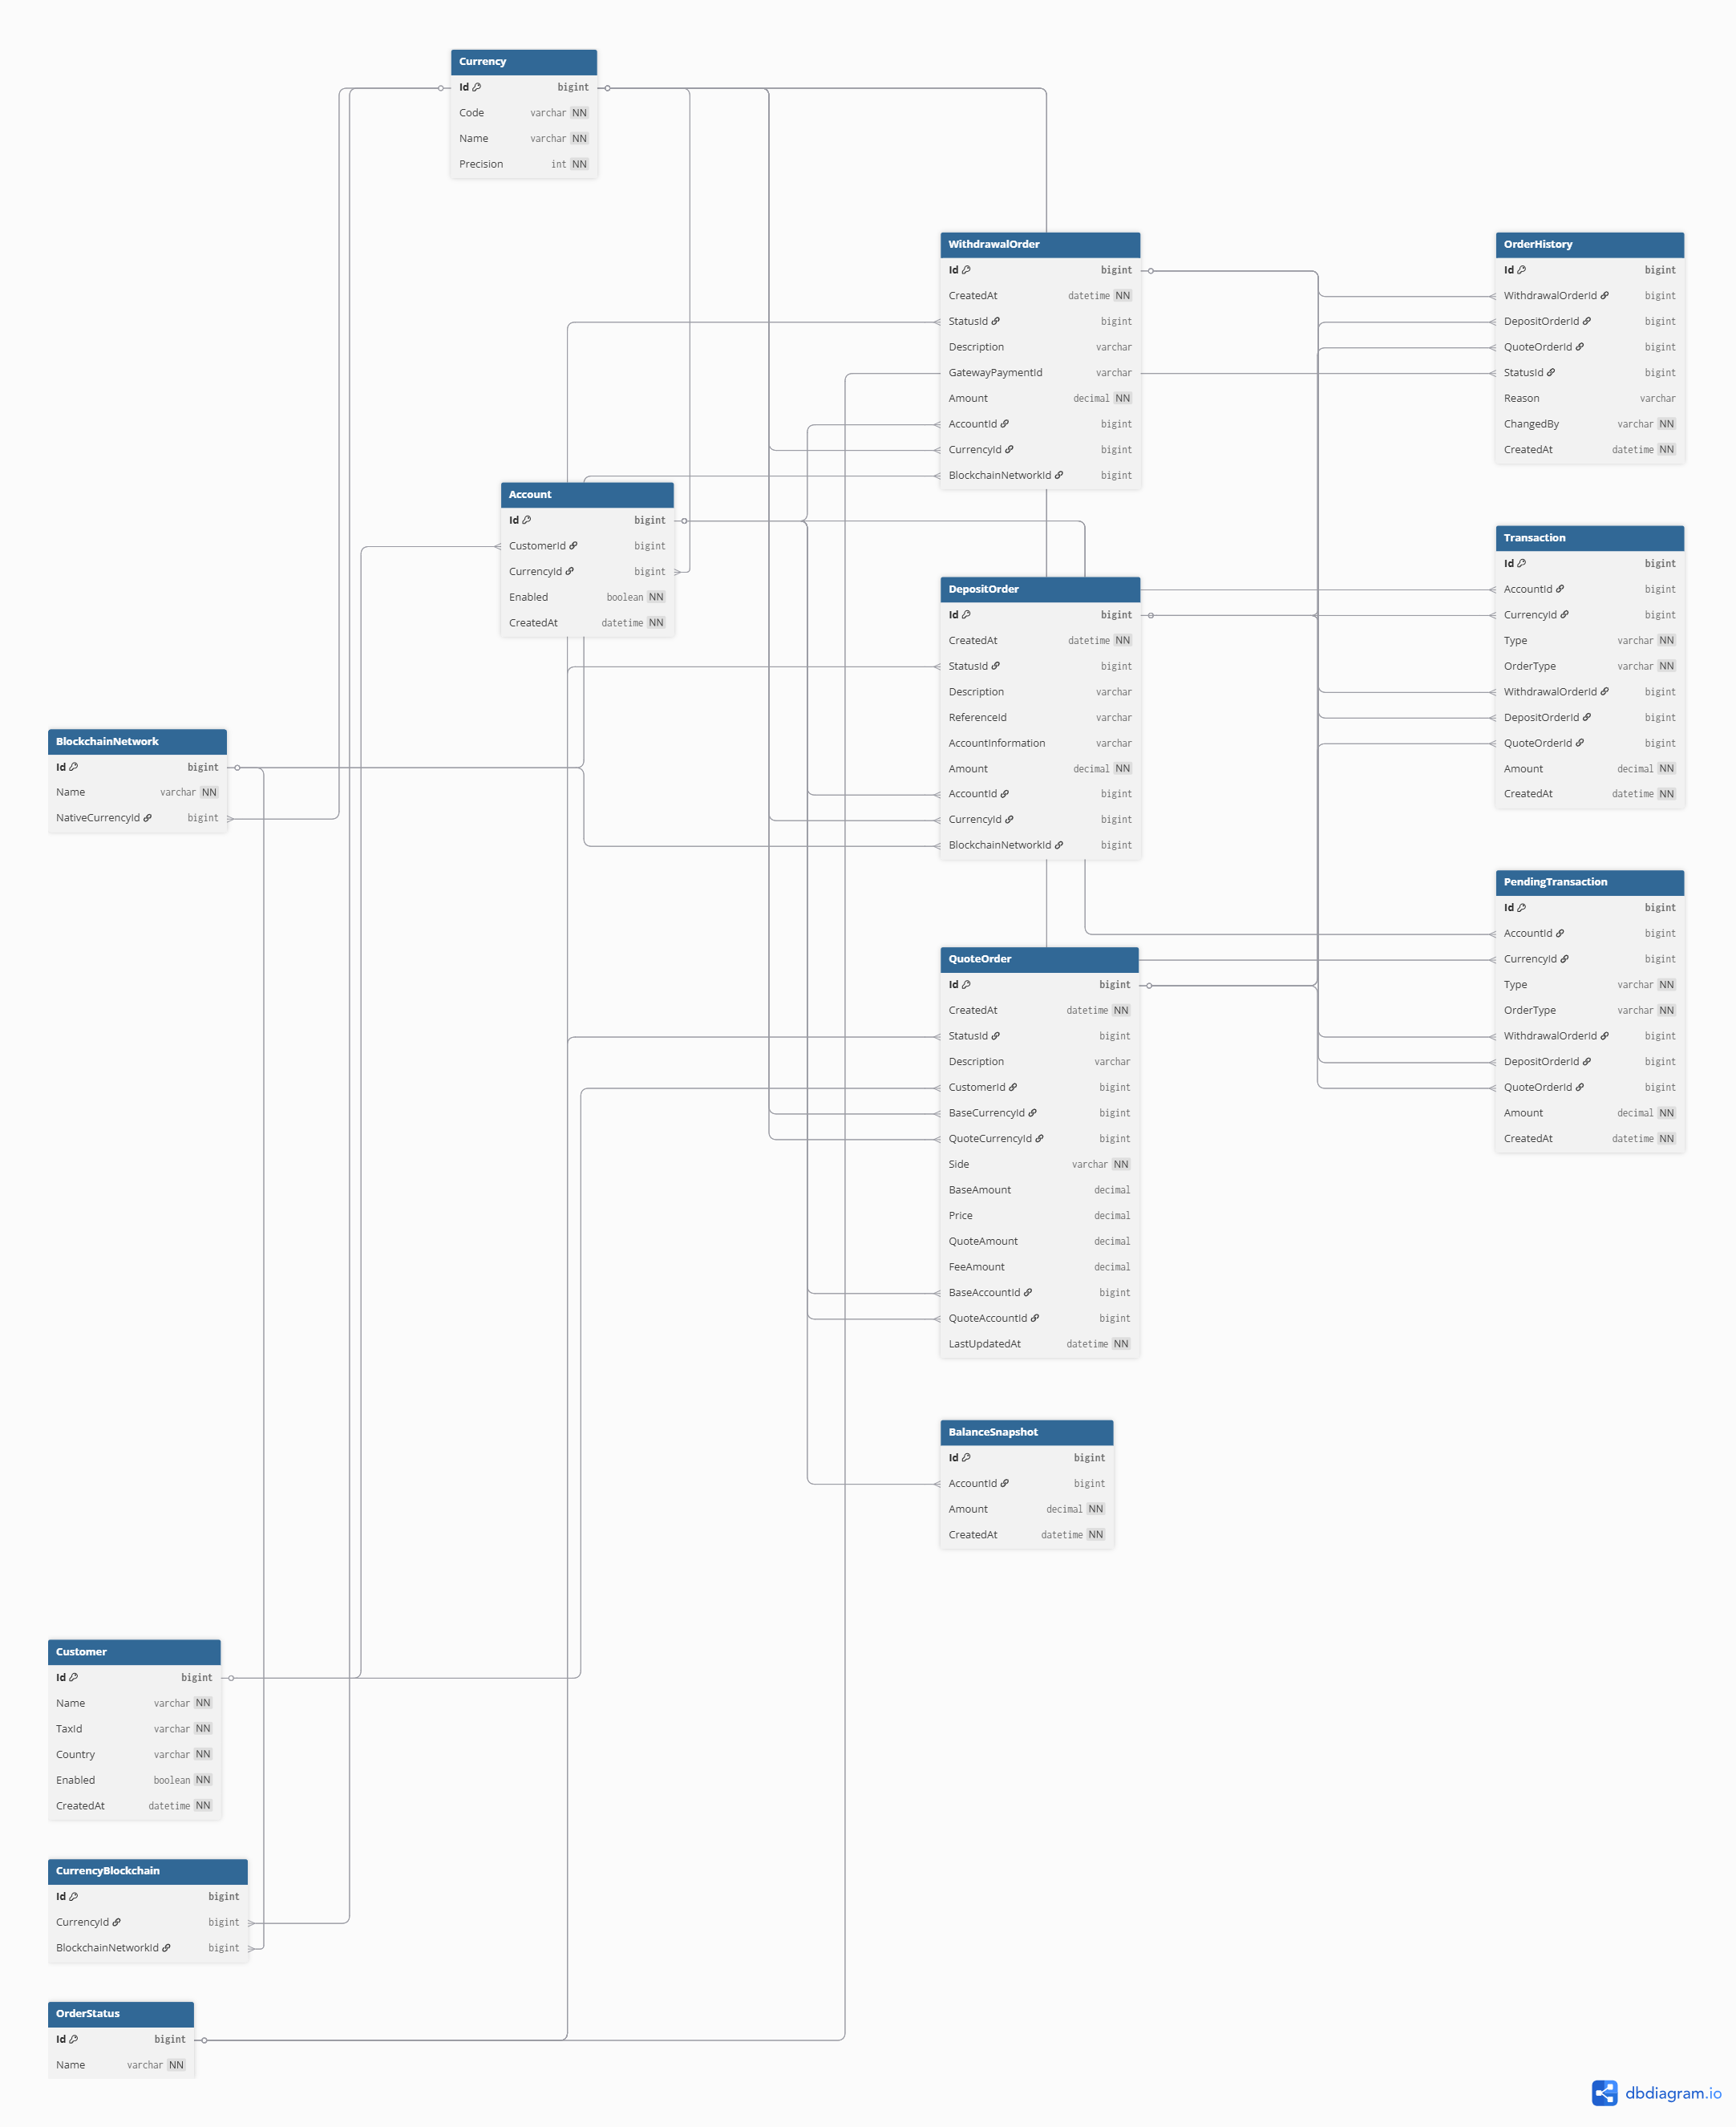 Currency
Id bigint
Code varchar NN
Name varchar NN
Precision int NN
WithdrawalOrder
Id bigint
CreatedAt datetime NN
StatusId bigint
Description varchar
GatewayPaymentId varchar
Amount decimal NN
AccountId bigint
CurrencyId bigint
BlockchainNetworkId bigint
OrderHistory
Id bigint
WithdrawalOrderId bigint
DepositOrderId bigint
QuoteOrderId bigint
StatusId bigint
Reason varchar
ChangedBy varchar NN
CreatedAt datetime NN
Account
Id bigint
CustomerId bigint
CurrencyId bigint
Enabled boolean NN
CreatedAt datetime NN
Transaction
Id bigint
AccountId bigint
CurrencyId bigint
Type varchar NN
OrderType varchar NN
WithdrawalOrderId bigint
DepositOrderId bigint
QuoteOrderId bigint
Amount decimal NN
CreatedAt datetime NN
DepositOrder
Id bigint
CreatedAt datetime NN
StatusId bigint
Description varchar
ReferenceId varchar
AccountInformation varchar
Amount decimal NN
AccountId bigint
CurrencyId bigint
BlockchainNetworkId bigint
BlockchainNetwork
Id bigint
Name varchar NN
NativeCurrencyId bigint
PendingTransaction
Id bigint
AccountId bigint
CurrencyId bigint
Type varchar NN
OrderType varchar NN
WithdrawalOrderId bigint
DepositOrderId bigint
QuoteOrderId bigint
Amount decimal NN
CreatedAt datetime NN
QuoteOrder
Id bigint
CreatedAt datetime NN
StatusId bigint
Description varchar
CustomerId bigint
BaseCurrencyId bigint
QuoteCurrencyId bigint
Side varchar NN
BaseAmount decimal
Price decimal
QuoteAmount decimal
FeeAmount decimal
BaseAccountId bigint
QuoteAccountId bigint
LastUpdatedAt datetime NN
BalanceSnapshot
Id bigint
AccountId bigint
Amount decimal NN
CreatedAt datetime NN
Customer
Id bigint
Name varchar NN
TaxId varchar NN
Country varchar NN
Enabled boolean NN
CreatedAt datetime NN
CurrencyBlockchain
Id bigint
CurrencyId bigint
BlockchainNetworkId bigint
OrderStatus
Id bigint
Name varchar NN
dbdiagram.io